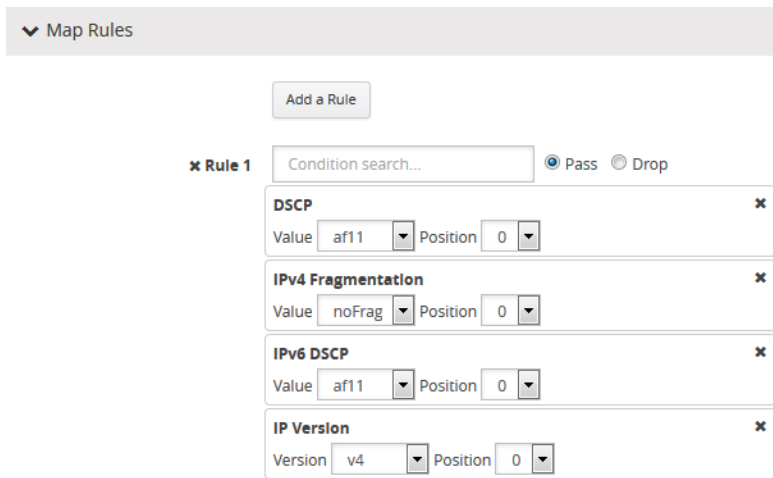 Map Rules
Add a Rule
Rule 1 Condition search... Pass Drop
DSCP
Value af11 Position 0
IPv4 Fragmentation
Value noFrag Position 0
IPv6 DSCP
Value af11 Position 0
IP Version
Version v4 Position 0